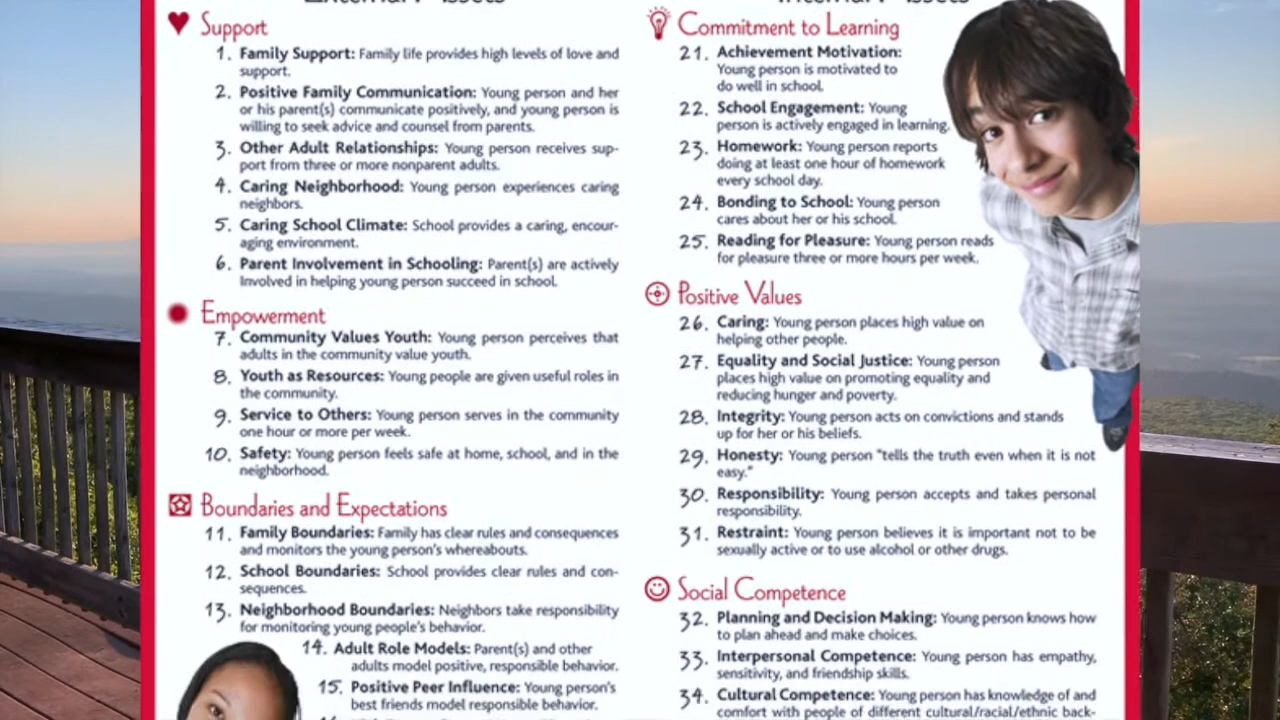 Support
1. Family Support: Family life provides high levels of love and
support.
2. Positive Family Communication: Young person and her
or his parent(s) communicate positively, and young person is
willing to seek advice and counsel from parents.
3. Other Adult Relationships: Young person receives sup-
port from three or more nonparent adults.
4. Caring Neighborhood: Young person experiences caring
neighbors.
5. Caring School Climate: School provides a caring, encour-
aging environment.
6. Parent Involvement in Schooling: Parent(s) are actively
Involved in helping young person succeed in school.
Empowerment
7. Community Values Youth: Young person perceives that
adults in the community value youth.
8. Youth as Resources: Young people are given useful roles in
the community.
9. Service to Others: Young person serves in the community
one hour or more per week.
10. Safety: Young person feels safe at home, school, and in the
neighborhood.
Boundaries and Expectations
11. Family Boundaries: Family has clear rules and consequences
and monitors the young person's whereabouts.
12. School Boundaries: School provides clear rules and con-
sequences.
13. Neighborhood Boundaries: Neighbors take responsibility
for monitoring young people's behavior.
14. Adult Role Models: Parent(s) and other
adults model positive, responsible behavior.
15. Positive Peer Influence: Young person's
best friends model responsible behavior.
Commitment to Learning
21. Achievement Motivation:
Young person is motivated to
do well in school.
22. School Engagement: Young
person is actively engaged in learning.
23. Homework: Young person reports
doing at least one hour of homework
every school day.
24. Bonding to School: Young person
cares about her or his school.
25. Reading for Pleasure: Young person reads
for pleasure three or more hours per week.
Positive Values
26. Caring: Young person places high value on
helping other people.
27. Equality and Social Justice: Young person
places high value on promoting equality and
reducing hunger and poverty.
28. Integrity: Young person acts on convictions and stands
up for her or his beliefs.
29. Honesty: Young person "tells the truth even when it is not
easy."
30. Responsibility: Young person accepts and takes personal
responsibility.
31. Restraint: Young person believes it is important not to be
sexually active or to use alcohol or other drugs.
Social Competence
32. Planning and Decision Making: Young person knows how
to plan ahead and make choices.
33. Interpersonal Competence: Young person has empathy,
sensitivity, and friendship skills.
34. Cultural Competence: Young person has knowledge of and
comfort with people of different cultural/racial/ethnic back-